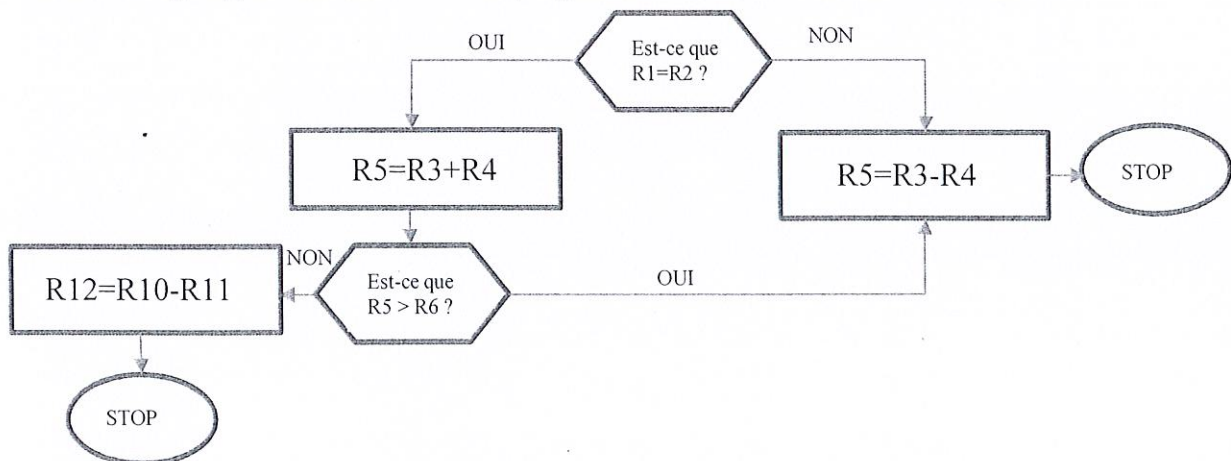 OUI
Est-ce que
R1=R2 ?
NON
R5=R3+R4
R5=R3-R4
STOP
R12=R10-R11
NON
Est-ce que
R5 > R6 ?
OUI
STOP